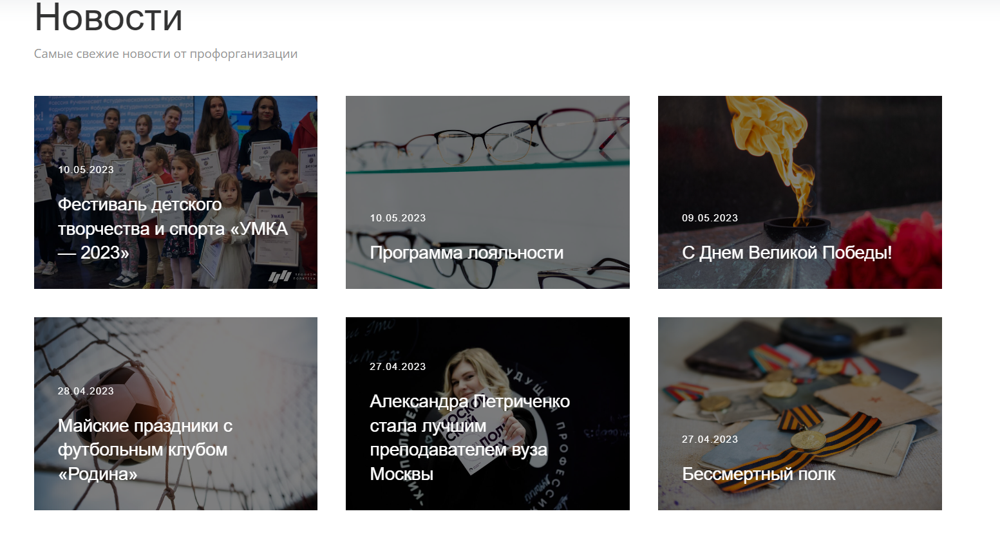 Новости
Самые свежие новости от профорганизации
10.05.2023
Фестиваль детского
творчества и спорта «УМКА
— 2023»
ПРОФКОМ
ПОЛИТЕХА
10.05.2023
Программа лояльности
09.05.2023
С Днем Великой Победы!
28.04.2023
Майские праздники с
футбольным клубом
«Родина»
27.04.2023
Александра Петриченко
стала лучшим
преподавателем вуза
Москвы
27.04.2023
Бессмертный полк